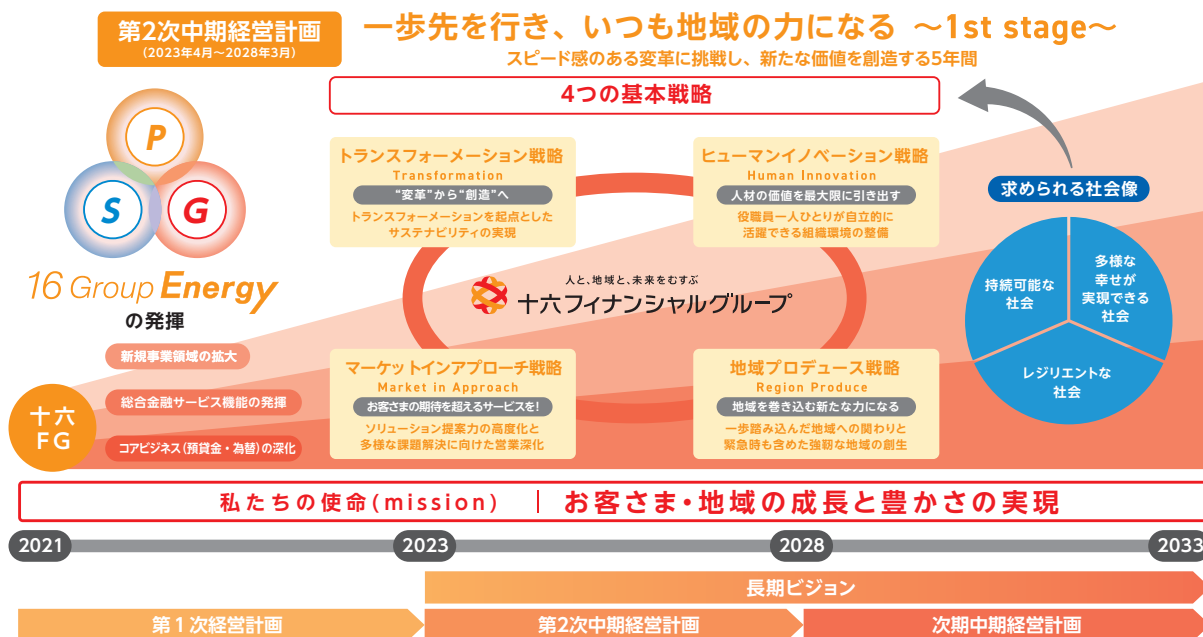 第2次中期経営計画
(2023年4月～2028年3月)
一歩先を行き、いつも地域の力になる ～1st stage～
スピード感のある変革に挑戦し、新たな価値を創造する5年間
4つの基本戦略
P
S
G
16 Group Energy
の発揮
新規事業領域の拡大
総合金融サービス機能の発揮
コアビジネス(預貸金・為替)の深化
十六
FG
トランスフォーメーション戦略
Transformation
“変革”から“創造”へ
トランスフォーメーションを起点とした
サステナビリティの実現
ヒューマンイノベーション戦略
Human Innovation
人材の価値を最大限に引き出す
役職員一人ひとりが自立的に
活躍できる組織環境の整備
人と、地域と、未来をむすぶ
十六フィナンシャルグループ
マーケットインアプローチ戦略
Market in Approach
お客さまの期待を超えるサービスを!
ソリューション提案力の高度化と
多様な課題解決に向けた営業深化
地域プロデュース戦略
Region Produce
地域を巻き込む新たな力になる
一歩踏み込んだ地域への関わりと
緊急時も含めた強靭な地域の創生
求められる社会像
持続可能な
社会
多様な
幸せが
実現できる
社会
レジリエントな
社会
私たちの使命(mission) | お客さま・地域の成長と豊かさの実現
2021
2023
2028
2033
長期ビジョン
第1次経営計画
第2次中期経営計画
次期中期経営計画